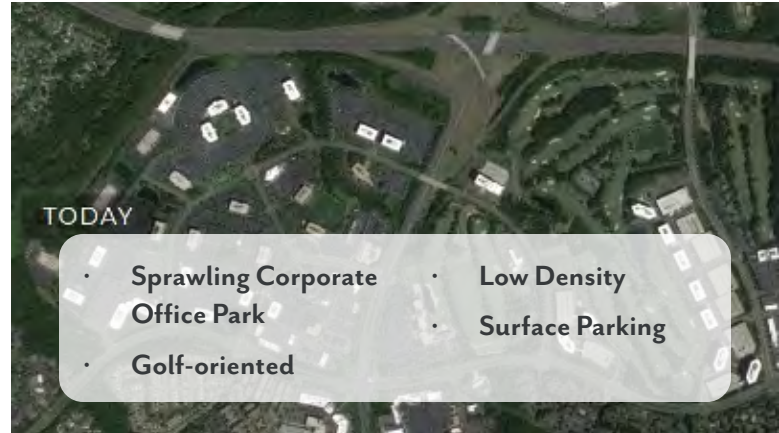 TODAY
· Sprawling Corporate
Office Park
· Golf-oriented
· Low Density
· Surface Parking